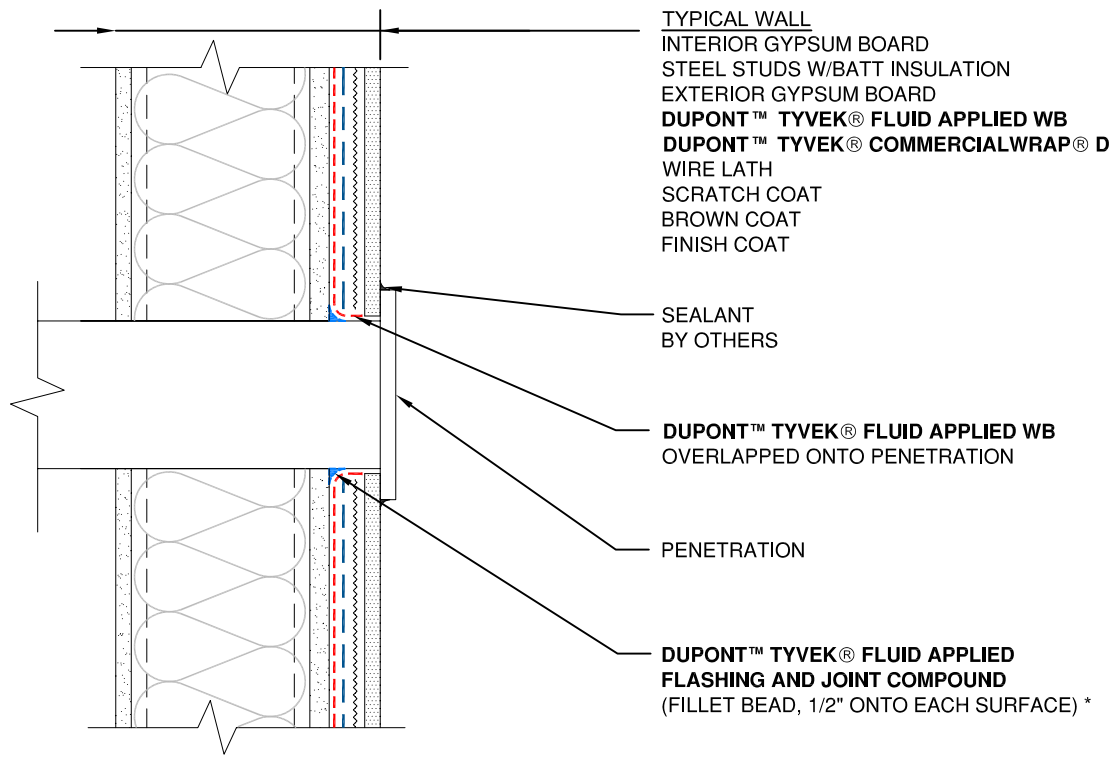 TYPICAL WALL
INTERIOR GYPSUM BOARD
STEEL STUDS W/BATT INSULATION
EXTERIOR GYPSUM BOARD
DUPONT™ TYVEK® FLUID APPLIED WB
DUPONT™ TYVEK® COMMERCIALWRAP® D
WIRE LATH
SCRATCH COAT
BROWN COAT
FINISH COAT
SEALANT
BY OTHERS
DUPONT™ TYVEK® FLUID APPLIED WB
OVERLAPPED ONTO PENETRATION
PENETRATION
DUPONT™ TYVEK® FLUID APPLIED
FLASHING AND JOINT COMPOUND
(FILLET BEAD, 1/2" ONTO EACH SURFACE) *